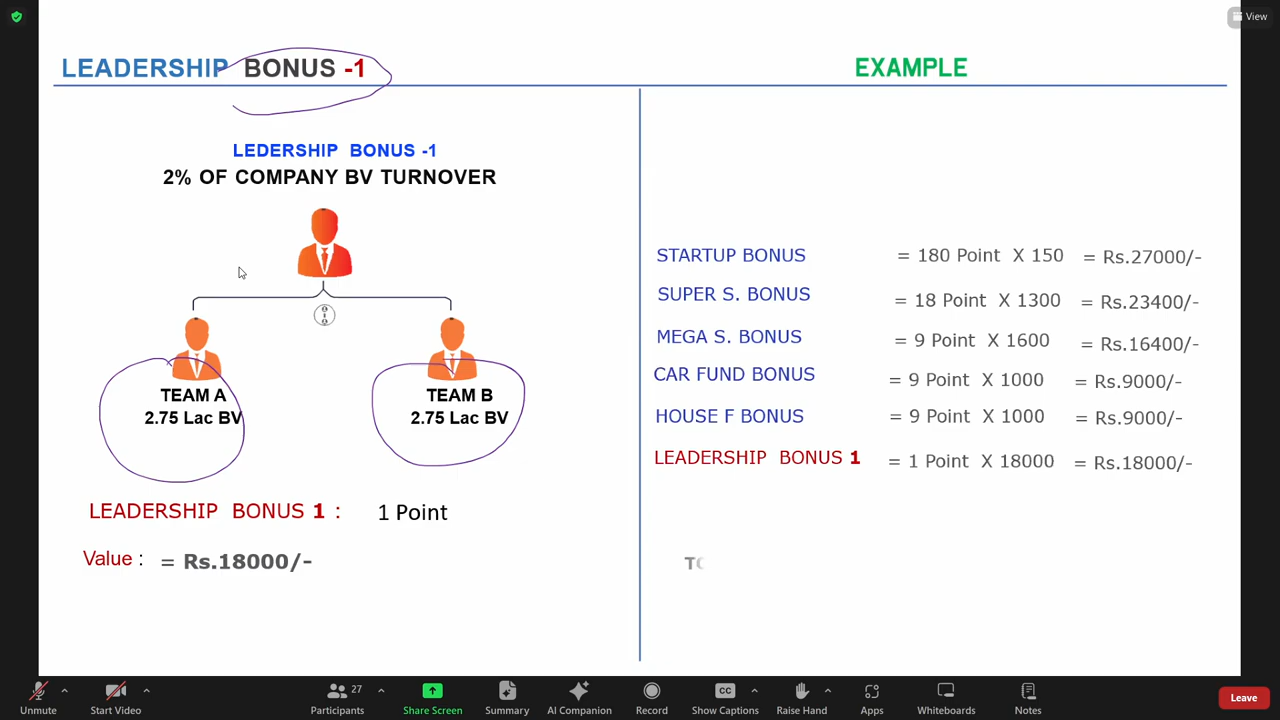 View
LEADERSHIP BONUS -1
EXAMPLE
LEDERSHIP BONUS -1
2% OF COMPANY BV TURNOVER
TEAM A
2.75 Lac BV
TEAM B
2.75 Lac BV
LEADERSHIP BONUS 1 : 1 Point
Value : = Rs.18000/-
STARTUP BONUS = 180 Point X 150 = Rs.27000/-
SUPER S. BONUS = 18 Point X 1300 = Rs.23400/-
MEGA S. BONUS = 9 Point X 1600 = Rs.16400/-
CAR FUND BONUS = 9 Point X 1000 = Rs.9000/-
HOUSE F BONUS = 9 Point X 1000 = Rs.9000/-
LEADERSHIP BONUS 1 = 1 Point X 18000 = Rs.18000/-
Unmute
Start Video
27
Participants
Share Screen
Summary
AI Companion
Record
CC
Show Captions
Raise Hand
Apps
Whiteboards
Notes
Leave